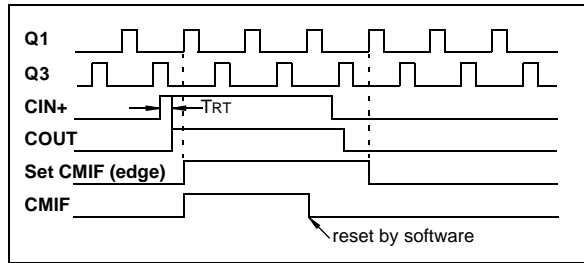 Q1
Q3
CIN+
TRT
COUT
Set CMIF (edge)
CMIF
reset by software